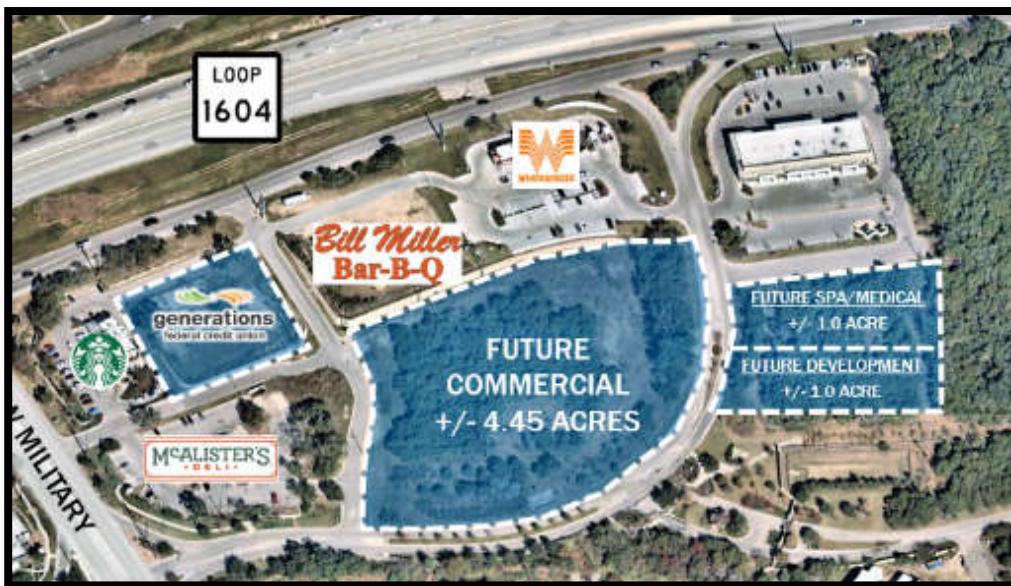 LOOP
1604
WHATABURGER
Bill Miller
Bar-B-Q
generations
federal credit union
FUTURE SPA/MEDICAL
+/- 1.0 ACRE
FUTURE
COMMERCIAL
+/- 4.45 ACRES
FUTURE DEVELOPMENT
+/- 1.0 ACRE
McALISTER'S
DELI
N MILITARY